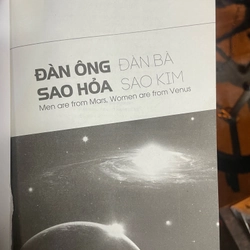 ĐÀN ÔNG ĐÀN BÀ
SAO HỎA SAO KIM
Men are from Mars, Women are from Venus